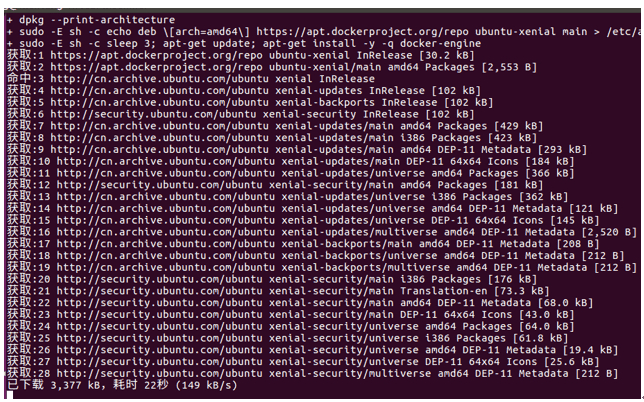 + dpkg --print-architecture
+ sudo -E sh -c echo deb \[arch=amd64\] https://apt.dockerproject.org/repo ubuntu-xenial main > /etc/a
+ sudo -E sh -c sleep 3; apt-get update; apt-get install -y -q docker-engine
获取:1 https://apt.dockerproject.org/repo ubuntu-xenial InRelease [30.2 kB]
获取:2 https://apt.dockerproject.org/repo ubuntu-xenial/main amd64 Packages [2,553 B]
命中:3 http://cn.archive.ubuntu.com/ubuntu xenial InRelease
获取:4 http://cn.archive.ubuntu.com/ubuntu xenial-updates InRelease [102 kB]
获取:5 http://cn.archive.ubuntu.com/ubuntu xenial-backports InRelease [102 kB]
获取:6 http://security.ubuntu.com/ubuntu xenial-security InRelease [102 kB]
获取:7 http://cn.archive.ubuntu.com/ubuntu xenial-updates/main amd64 Packages [429 kB]
获取:8 http://cn.archive.ubuntu.com/ubuntu xenial-updates/main i386 Packages [423 kB]
获取:9 http://cn.archive.ubuntu.com/ubuntu xenial-updates/main amd64 DEP-11 Metadata [293 kB]
获取:10 http://cn.archive.ubuntu.com/ubuntu xenial-updates/main DEP-11 64x64 Icons [184 kB]
获取:11 http://cn.archive.ubuntu.com/ubuntu xenial-updates/universe amd64 Packages [366 kB]
获取:12 http://security.ubuntu.com/ubuntu xenial-security/main amd64 Packages [181 kB]
获取:13 http://cn.archive.ubuntu.com/ubuntu xenial-updates/universe i386 Packages [362 kB]
获取:14 http://cn.archive.ubuntu.com/ubuntu xenial-updates/universe amd64 DEP-11 Metadata [121 kB]
获取:15 http://cn.archive.ubuntu.com/ubuntu xenial-updates/universe DEP-11 64x64 Icons [145 kB]
获取:16 http://cn.archive.ubuntu.com/ubuntu xenial-updates/multiverse amd64 DEP-11 Metadata [2,520 B]
获取:17 http://cn.archive.ubuntu.com/ubuntu xenial-backports/main amd64 DEP-11 Metadata [208 B]
获取:18 http://cn.archive.ubuntu.com/ubuntu xenial-backports/universe amd64 DEP-11 Metadata [212 B]
获取:19 http://cn.archive.ubuntu.com/ubuntu xenial-backports/multiverse amd64 DEP-11 Metadata [212 B]
获取:20 http://security.ubuntu.com/ubuntu xenial-security/main i386 Packages [176 kB]
获取:21 http://security.ubuntu.com/ubuntu xenial-security/main Translation-en [73.3 kB]
获取:22 http://security.ubuntu.com/ubuntu xenial-security/main amd64 DEP-11 Metadata [68.0 kB]
获取:23 http://security.ubuntu.com/ubuntu xenial-security/main DEP-11 64x64 Icons [43.0 kB]
获取:24 http://security.ubuntu.com/ubuntu xenial-security/universe amd64 Packages [64.0 kB]
获取:25 http://security.ubuntu.com/ubuntu xenial-security/universe i386 Packages [61.8 kB]
获取:26 http://security.ubuntu.com/ubuntu xenial-security/universe amd64 DEP-11 Metadata [19.4 kB]
获取:27 http://security.ubuntu.com/ubuntu xenial-security/universe DEP-11 64x64 Icons [25.6 kB]
获取:28 http://security.ubuntu.com/ubuntu xenial-security/multiverse amd64 DEP-11 Metadata [212 B]
已下载 3,377 kB，耗时 22秒 (149 kB/s)